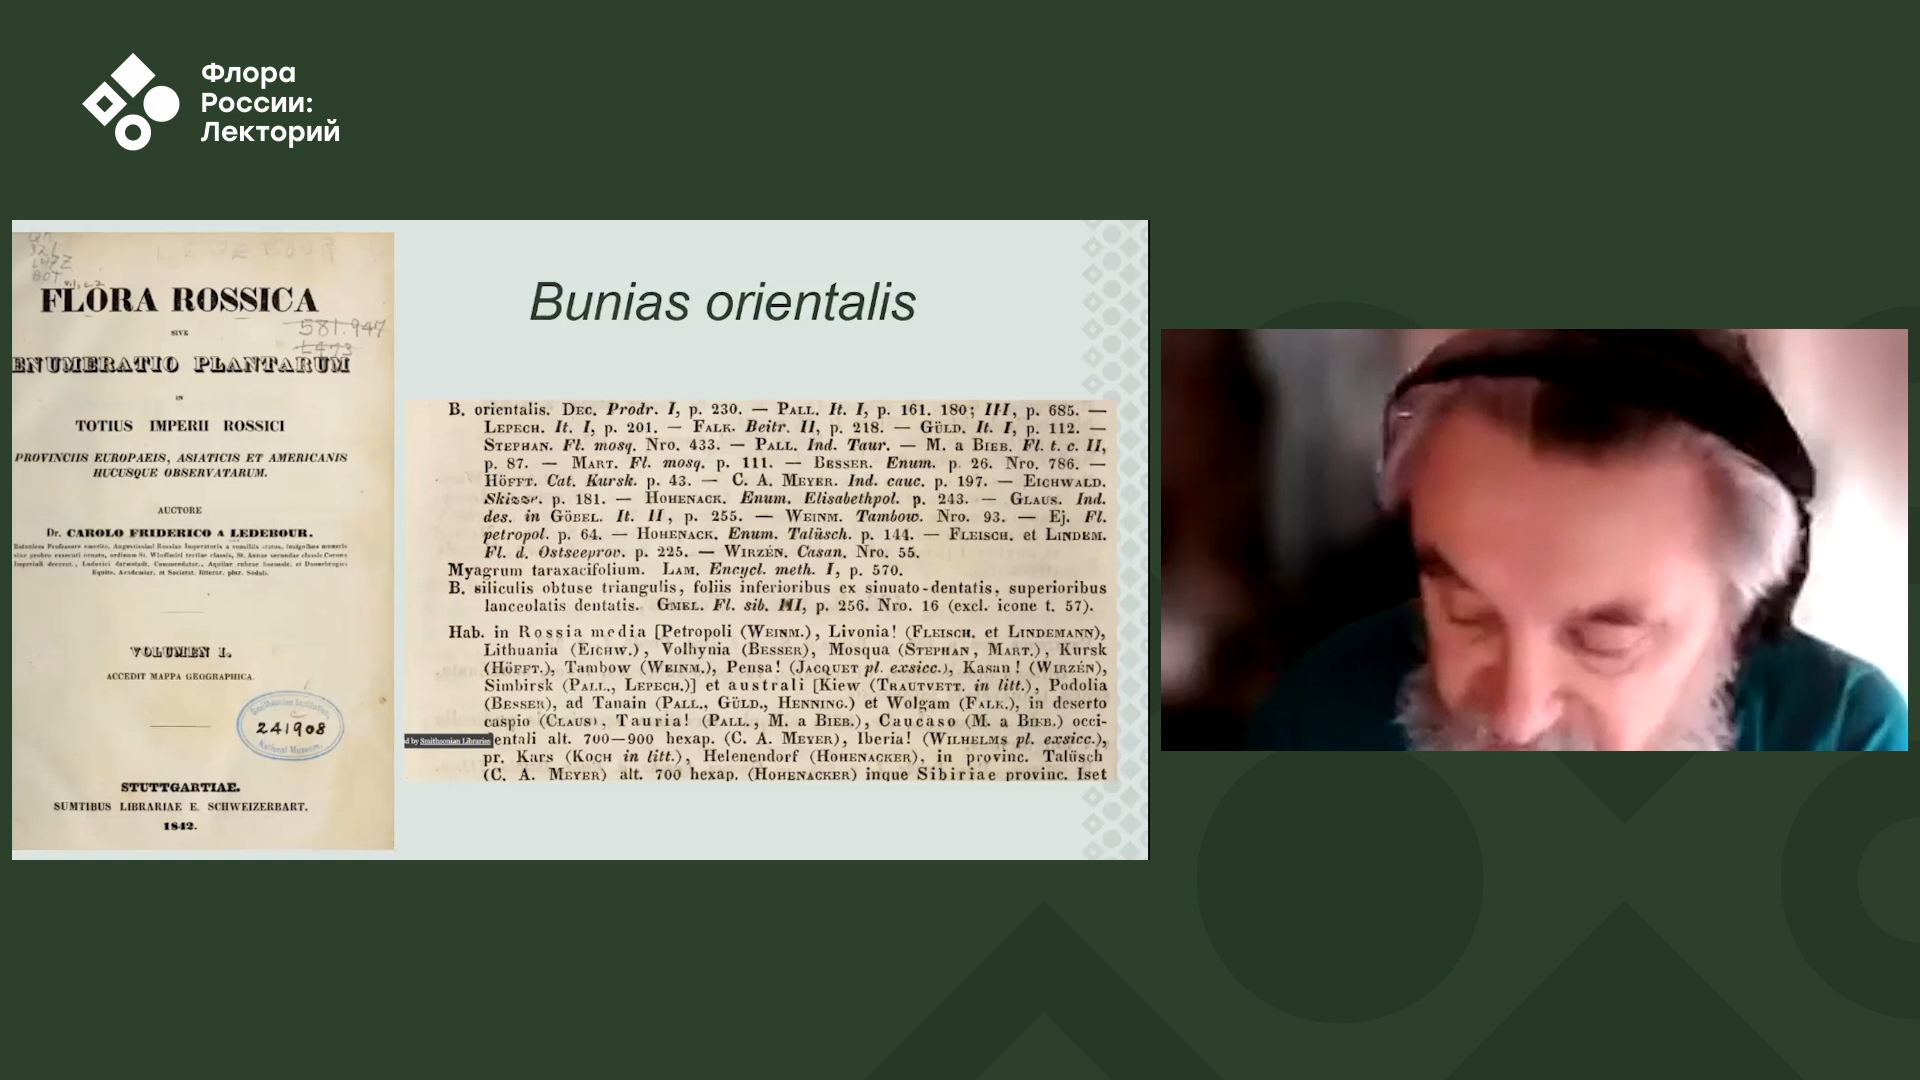 Флора
России:
Лекторий
FLORA ROSSICA
SIVE
581.947
L473
ENUMERATIO PLANTARUM
IN
TOTIUS IMPERII ROSSICI
PROVINCIIS EUROPAEIS, ASIATICIS ET AMERICANIS
HUCUSQUE OBSERVATARUM.
AUCTORE
Dr. CAROLO FRIDERICO A LEDEBOUR,
VOLUMEN I.
ACCEDIT MAPPA GEOGRAPHICA.
Smithsonian Institution
241908
National Museum
STUTTGARTIAE.
SUMTIBUS LIBRARIAE E. SCHWEIZERBART.
1842.
Bunias orientalis
B. orientalis. DEC. Prodr. I, p. 230. — PALL. It. I, p. 161. 180; III, p. 685. —
LEPECH. It. I, p. 201. — FALK. Beitr. II, p. 218. — GÜLD. It. I, p. 112. —
STEPHAN. Fl. mosq. Nro. 433. — PALL. Ind. Taur. — M. a BIEB. Fl. t. c. II,
p. 87. — MART. Fl. mosq. p. 111. — BESSER. Enum. p. 26. Nro. 786. —
HÖFFT. Cat. Kursk. p. 43. — C. A. MEYER. Ind. cauc. p. 197. — EICHWALD.
Skizze. p. 181. — HOHENACK. Enum. Elisabethpol. p. 243. — GLAUS. Ind.
des. in GÖBEL. It. II, p. 255. — WEINM. Tambow. Nro. 93. — Ej. Fl.
petropol. p. 64. — HOHENACK. Enum. Talüsch. p. 144. — FLEISCH. et LINDEM.
Fl. d. Ostseeprov. p. 225. — WIRZÉN. Casan. Nro. 55.
Myagrum taraxacifolium. LAM. Encycl. meth. I, p. 570.
B. siliculis obtuse triangulis, foliis inferioribus ex sinuato-dentatis, superioribus
lanceolatis dentatis. GMEL. Fl. sib. III, p. 256. Nro. 16 (excl. icone t. 57).
Hab. in Rossia media [Petropoli (WEINM.), Livonia! (FLEISCH. et LINDEMANN),
Lithuania (EICHW.), Volhynia (BESSER), Mosqua (STEPHAN, MART.), Kursk
(HÖFFT.), Tambow (WEINM.), Pensa! (JACQUET pl. exsicc.), Kasan! (WIRZÉN),
Simbirsk (PALL., LEPECH.)] et australi [Kiew (TRAUTVETT. in litt.), Podolia
(BESSER), ad Tanain (PALL., GÜLD., HENNING.) et Wolgam (FALK.), in deserto
caspio (CLAUS), Tauria! (PALL., M. a BIEB.), Caucaso (M. a BIEB.) occi-
entali alt. 700—900 hexap. (C. A. MEYER), Iberia! (WILHELMS pl. exsicc.),
d by Smithsonian Libraries
pr. Kars (KOCH in litt.), Helenendorf (HOHENACKER), in provinc. Talüsch
(C. A. MEYER) alt. 700 hexap. (HOHENACKER) inque Sibiriae provinc. Iset